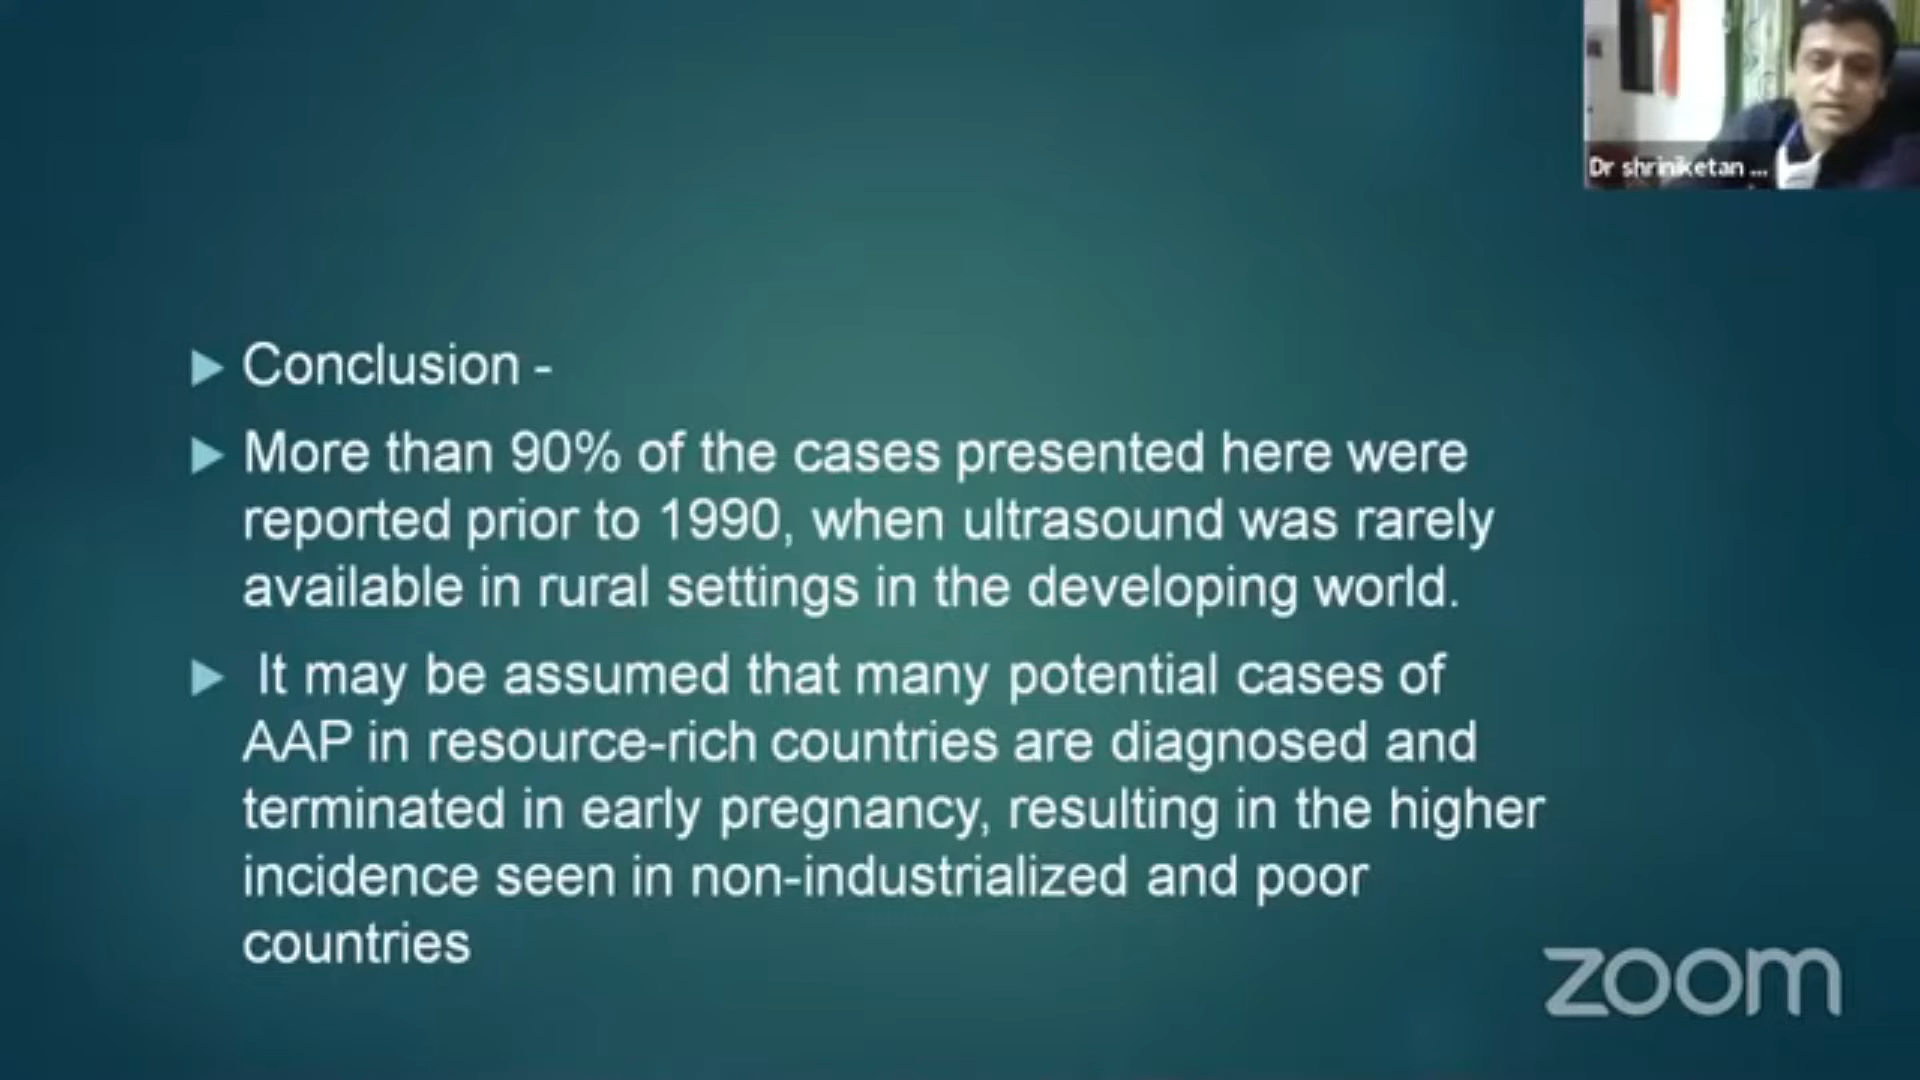 Dr shriniketan ...
Conclusion -
More than 90% of the cases presented here were
reported prior to 1990, when ultrasound was rarely
available in rural settings in the developing world.
It may be assumed that many potential cases of
AAP in resource-rich countries are diagnosed and
terminated in early pregnancy, resulting in the higher
incidence seen in non-industrialized and poor
countries
zoom